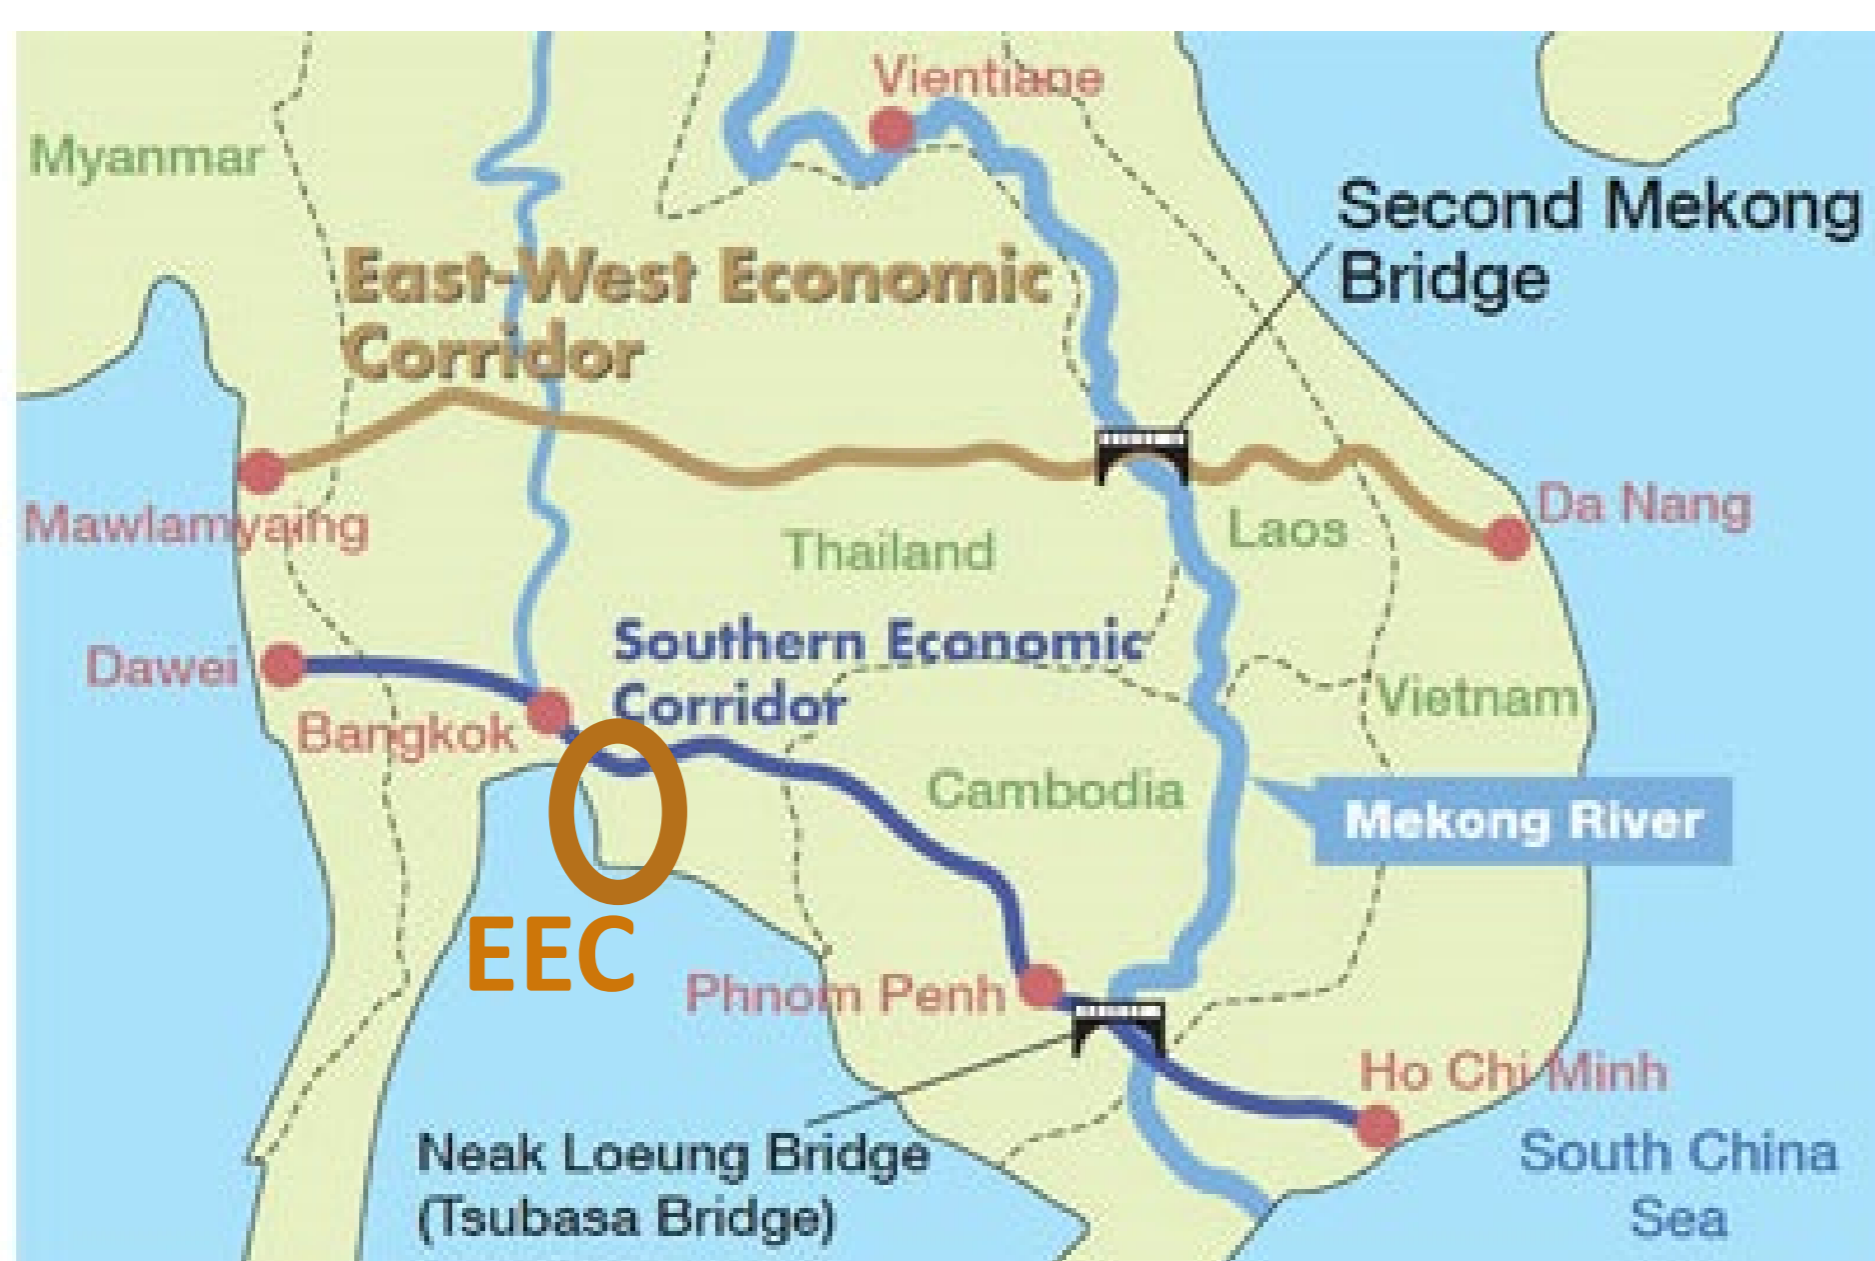 Vientiane
Myanmar
Second Mekong
Bridge
East-West Economic
Corridor
Mawlamyaing
Da Nang
Thailand
Laos
Dawei
Southern Economic
Corridor
Bangkok
Vietnam
Cambodia
Mekong River
EEC
Phnom Penh
Ho Chi Minh
Neak Loeung Bridge
(Tsubasa Bridge)
South China
Sea